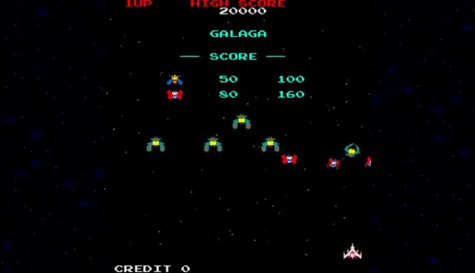 1UP HIGH SCORE
20000
GALAGA
— SCORE —
50 100
80 160
CREDIT 0